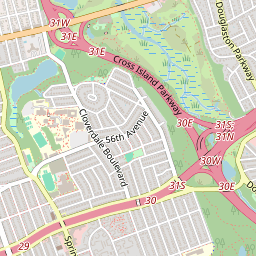 31W
31E
31E
Cross Island Parkway
Douglaston Parkway
30E
31S,
31N
Cloverdale Boulevard
56th Avenue
30W
30E
31S
30
29